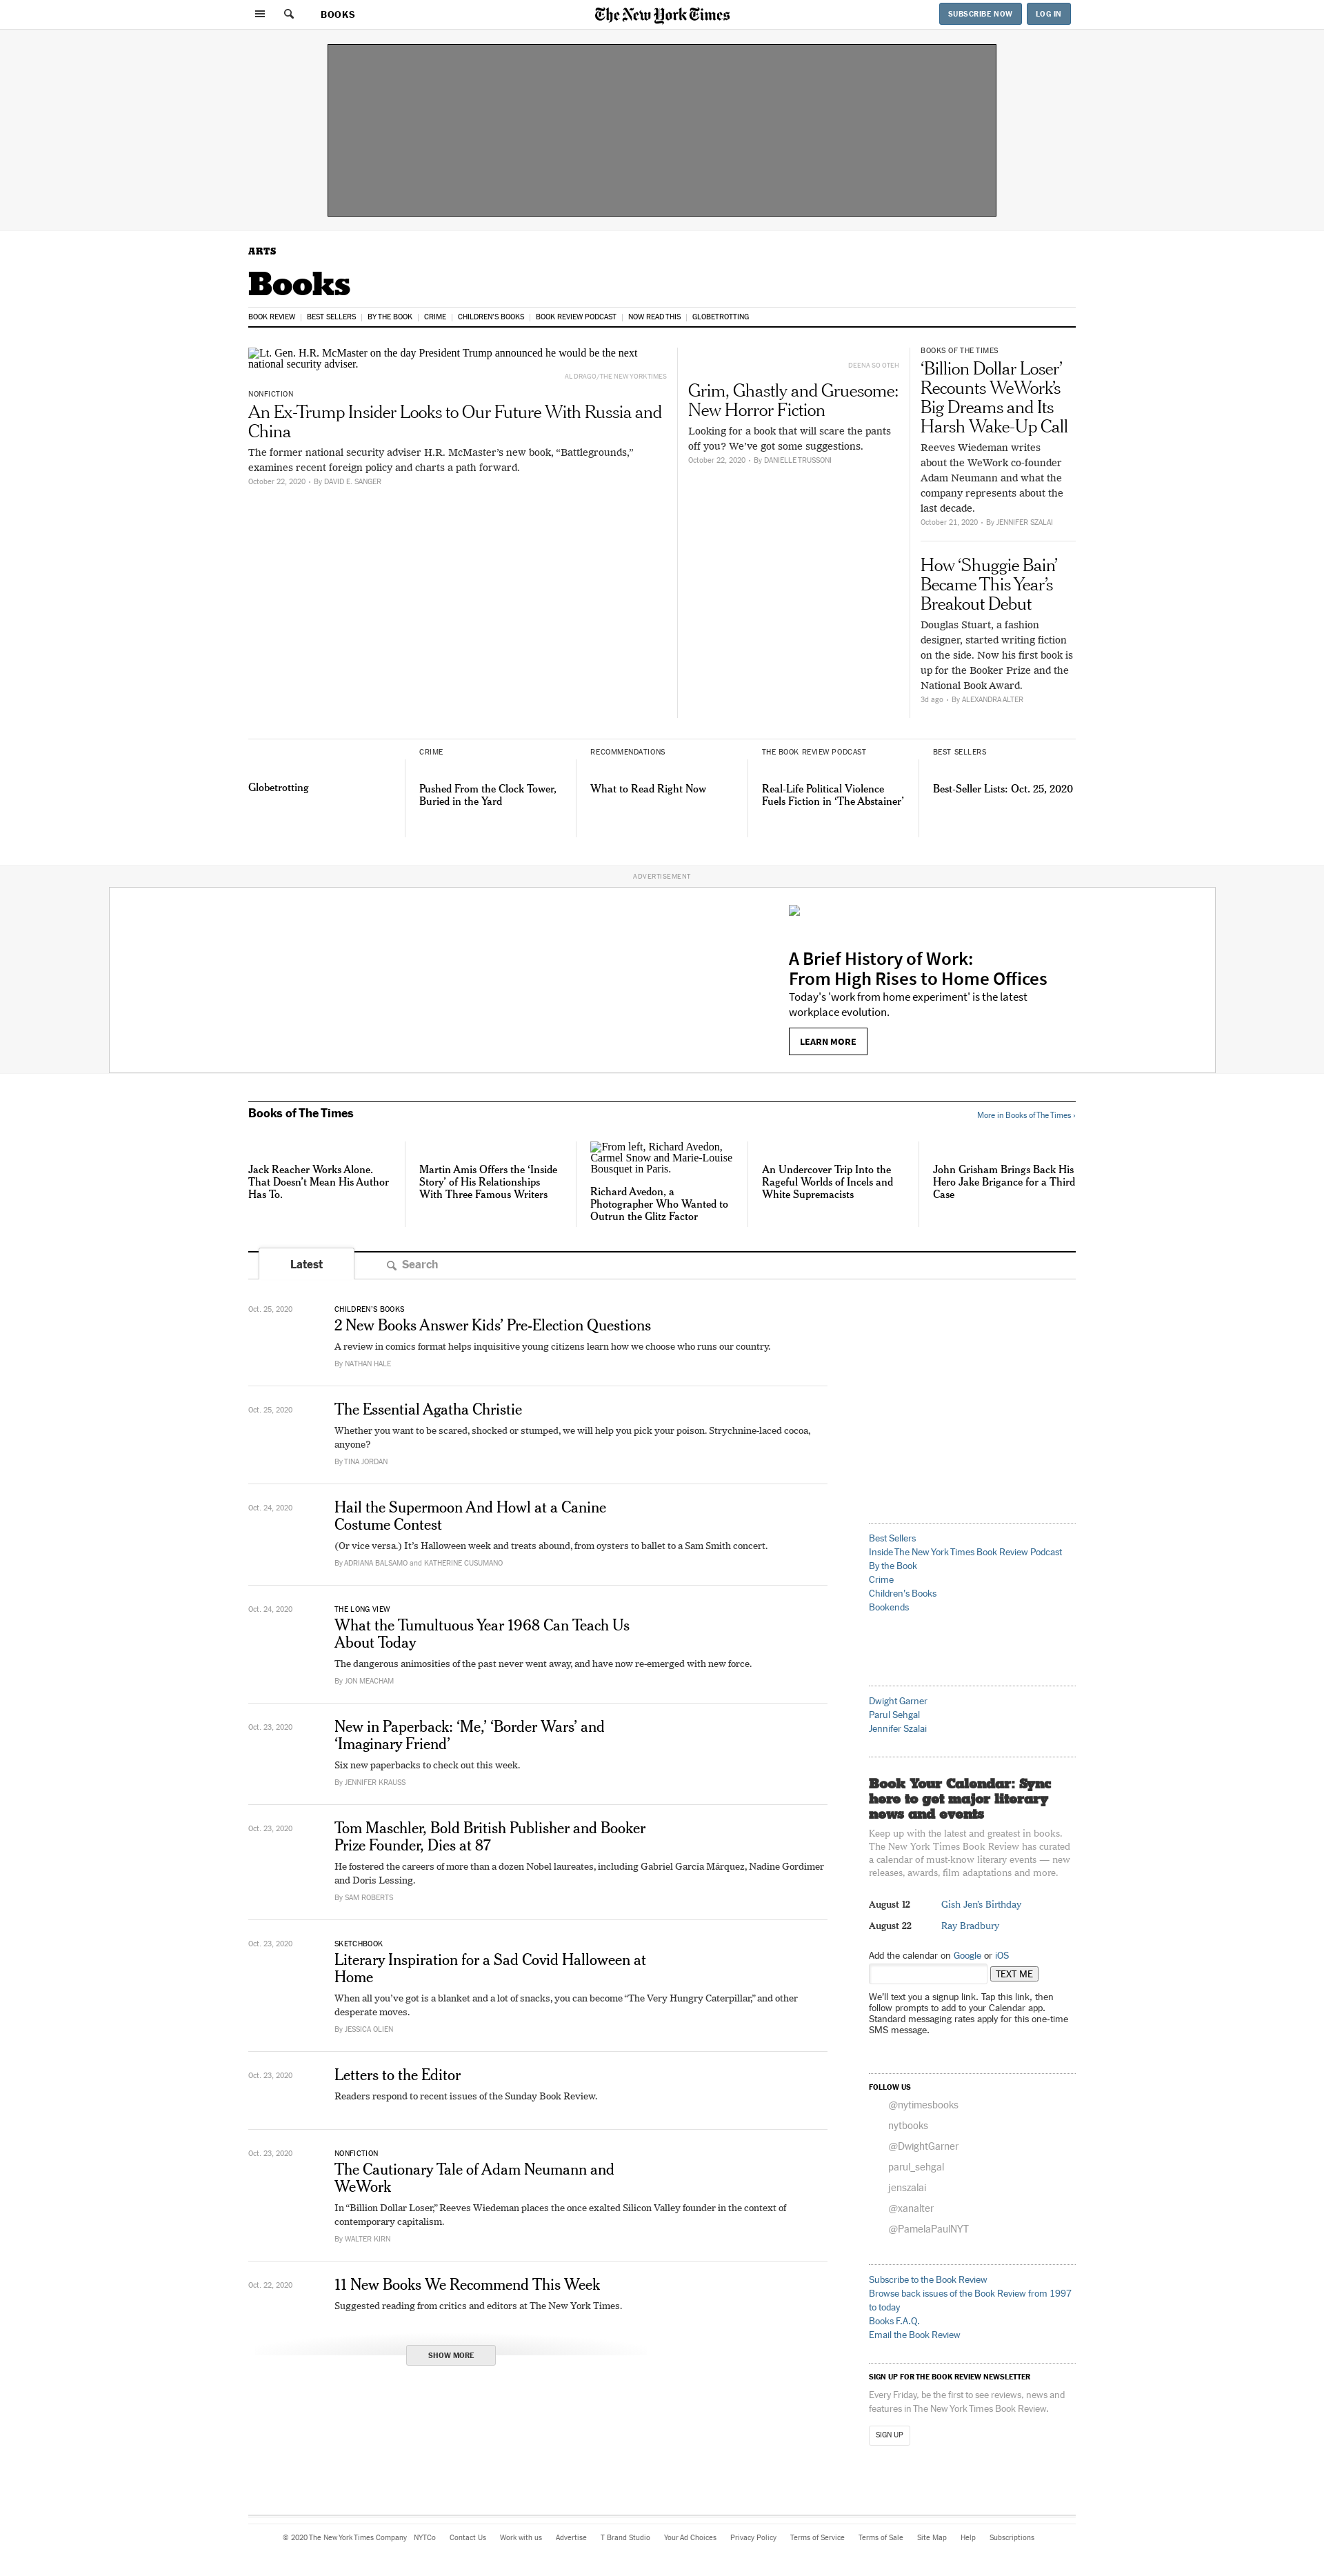 BOOKS
The New York Times
SUBSCRIBE NOW
LOG IN
ARTS
Books
BOOK REVIEW
BEST SELLERS
BY THE BOOK
CRIME
CHILDREN'S BOOKS
BOOK REVIEW PODCAST
NOW READ THIS
GLOBETROTTING
Lt. Gen. H.R. McMaster on the day President Trump announced he would be the next
national security adviser.
AL DRAGO/THE NEW YORK TIMES
NONFICTION
An Ex-Trump Insider Looks to Our Future With Russia and
China
The former national security adviser H.R. McMaster's new book, “Battlegrounds,”
examines recent foreign policy and charts a path forward.
October 22, 2020 • By DAVID E. SANGER
DEENA SO OTEH
Grim, Ghastly and Gruesome:
New Horror Fiction
Looking for a book that will scare the pants
off you? We've got some suggestions.
October 22, 2020 • By DANIELLE TRUSSONI
BOOKS OF THE TIMES
‘Billion Dollar Loser’
Recounts WeWork's
Big Dreams and Its
Harsh Wake-Up Call
Reeves Wiedeman writes
about the WeWork co-founder
Adam Neumann and what the
company represents about the
last decade.
October 21, 2020 • By JENNIFER SZALAI
How ‘Shuggie Bain’
Became This Year's
Breakout Debut
Douglas Stuart, a fashion
designer, started writing fiction
on the side. Now his first book is
up for the Booker Prize and the
National Book Award.
3d ago • By ALEXANDRA ALTER
Globetrotting
CRIME
Pushed From the Clock Tower,
Buried in the Yard
RECOMMENDATIONS
What to Read Right Now
THE BOOK REVIEW PODCAST
Real-Life Political Violence
Fuels Fiction in ‘The Abstainer’
BEST SELLERS
Best-Seller Lists: Oct. 25, 2020
ADVERTISEMENT
A Brief History of Work:
From High Rises to Home Offices
Today's 'work from home experiment' is the latest
workplace evolution.
LEARN MORE
Books of The Times
More in Books of The Times ›
Jack Reacher Works Alone.
That Doesn't Mean His Author
Has To.
Martin Amis Offers the ‘Inside
Story’ of His Relationships
With Three Famous Writers
From left, Richard Avedon,
Carmel Snow and Marie-Louise
Bousquet in Paris.
Richard Avedon, a
Photographer Who Wanted to
Outrun the Glitz Factor
An Undercover Trip Into the
Rageful Worlds of Incels and
White Supremacists
John Grisham Brings Back His
Hero Jake Brigance for a Third
Case
Latest
Search
Oct. 25, 2020
CHILDREN'S BOOKS
2 New Books Answer Kids' Pre-Election Questions
A review in comics format helps inquisitive young citizens learn how we choose who runs our country.
By NATHAN HALE
Oct. 25, 2020
The Essential Agatha Christie
Whether you want to be scared, shocked or stumped, we will help you pick your poison. Strychnine-laced cocoa,
anyone?
By TINA JORDAN
Oct. 24, 2020
Hail the Supermoon And Howl at a Canine
Costume Contest
(Or vice versa.) It's Halloween week and treats abound, from oysters to ballet to a Sam Smith concert.
By ADRIANA BALSAMO and KATHERINE CUSUMANO
Oct. 24, 2020
THE LONG VIEW
What the Tumultuous Year 1968 Can Teach Us
About Today
The dangerous animosities of the past never went away, and have now re-emerged with new force.
By JON MEACHAM
Oct. 23, 2020
New in Paperback: ‘Me,’ ‘Border Wars’ and
‘Imaginary Friend’
Six new paperbacks to check out this week.
By JENNIFER KRAUSS
Oct. 23, 2020
Tom Maschler, Bold British Publisher and Booker
Prize Founder, Dies at 87
He fostered the careers of more than a dozen Nobel laureates, including Gabriel García Márquez, Nadine Gordimer
and Doris Lessing.
By SAM ROBERTS
Oct. 23, 2020
SKETCHBOOK
Literary Inspiration for a Sad Covid Halloween at
Home
When all you've got is a blanket and a lot of snacks, you can become “The Very Hungry Caterpillar,” and other
desperate moves.
By JESSICA OLIEN
Oct. 23, 2020
Letters to the Editor
Readers respond to recent issues of the Sunday Book Review.
Oct. 23, 2020
NONFICTION
The Cautionary Tale of Adam Neumann and
WeWork
In “Billion Dollar Loser,” Reeves Wiedeman places the once exalted Silicon Valley founder in the context of
contemporary capitalism.
By WALTER KIRN
Oct. 22, 2020
11 New Books We Recommend This Week
Suggested reading from critics and editors at The New York Times.
SHOW MORE
Best Sellers
Inside The New York Times Book Review Podcast
By the Book
Crime
Children's Books
Bookends
Dwight Garner
Parul Sehgal
Jennifer Szalai
Book Your Calendar: Sync
here to get major literary
news and events
Keep up with the latest and greatest in books.
The New York Times Book Review has curated
a calendar of must-know literary events — new
releases, awards, film adaptations and more.
August 12 Gish Jen's Birthday
August 22 Ray Bradbury
Add the calendar on Google or iOS
TEXT ME
We'll text you a signup link. Tap this link, then
follow prompts to add to your Calendar app.
Standard messaging rates apply for this one-time
SMS message.
FOLLOW US
@nytimesbooks
nytbooks
@DwightGarner
parul_sehgal
jenszalai
@xanalter
@PamelaPaulNYT
Subscribe to the Book Review
Browse back issues of the Book Review from 1997
to today
Books F.A.Q.
Email the Book Review
SIGN UP FOR THE BOOK REVIEW NEWSLETTER
Every Friday, be the first to see reviews, news and
features in The New York Times Book Review.
SIGN UP
© 2020 The New York Times Company NYTCo Contact Us Work with us Advertise T Brand Studio Your Ad Choices Privacy Policy Terms of Service Terms of Sale Site Map Help Subscriptions